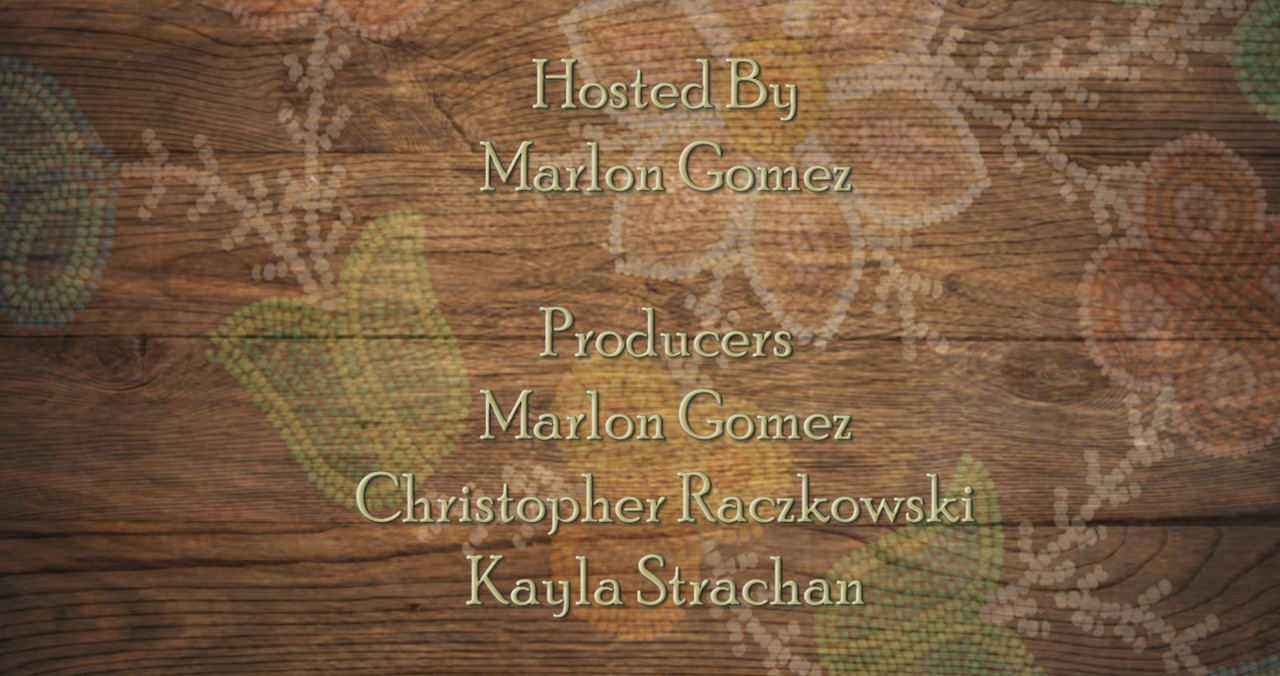 Hosted By
Marlon Gomez
Producers
Marlon Gomez
Christopher Raczkowski
Kayla Strachan